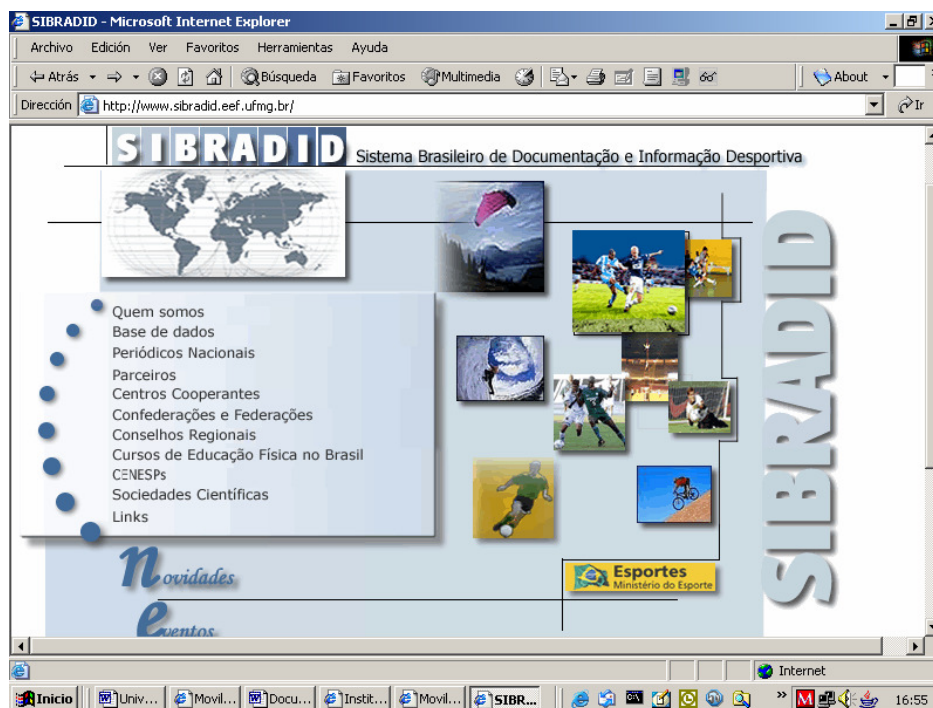 SIBRADID - Microsoft Internet Explorer
Archivo Edición Ver Favoritos Herramientas Ayuda
Atrás Búsqueda Favoritos Multimedia About
Dirección http://www.sibradid.eef.ufmg.br/ Ir
SIBRADID Sistema Brasileiro de Documentação e Informação Desportiva
Quem somos
Base de dados
Periódicos Nacionais
Parceiros
Centros Cooperantes
Confederações e Federações
Conselhos Regionais
Cursos de Educação Física no Brasil
CENESPs
Sociedades Científicas
Links
SIBRADID
Novidades
Esportes
Ministério do Esporte
Eventos
Internet
Inicio Univ... Movil... Docu... Instit... Movil... SIBR... 16:55